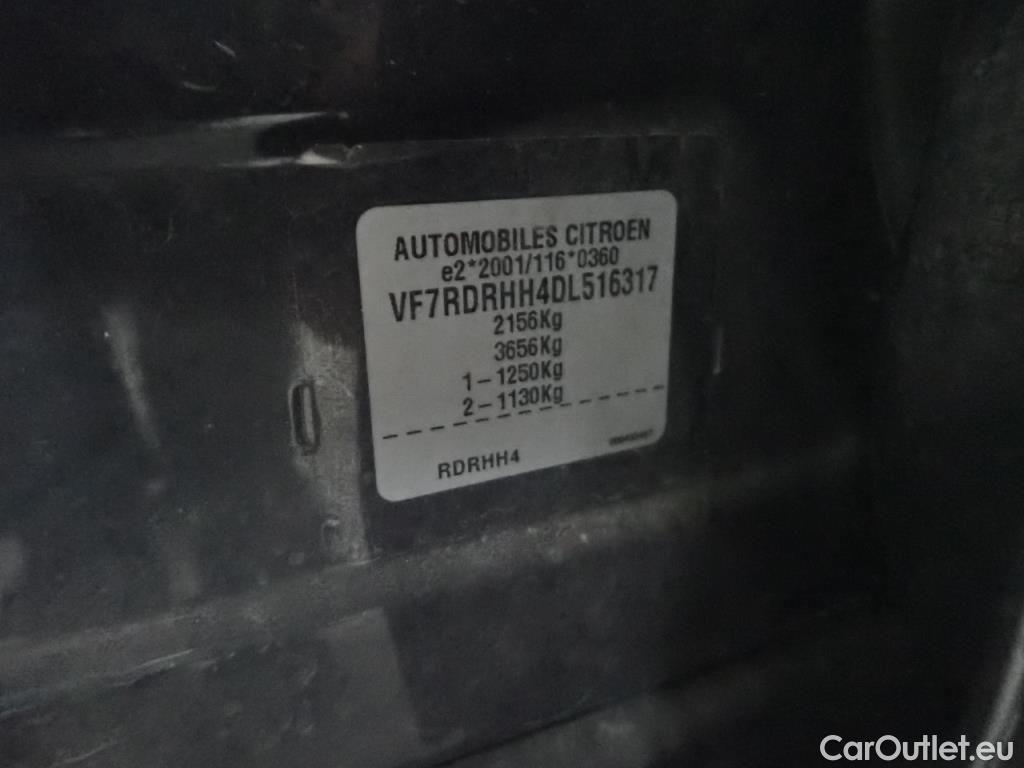 AUTOMOBILES CITROEN
e2*2001/116*0360
VF7RDRHH4DL516317
2156Kg
3656Kg
1-1250Kg
2-1130Kg
RDRHH4
CarOutlet.eu